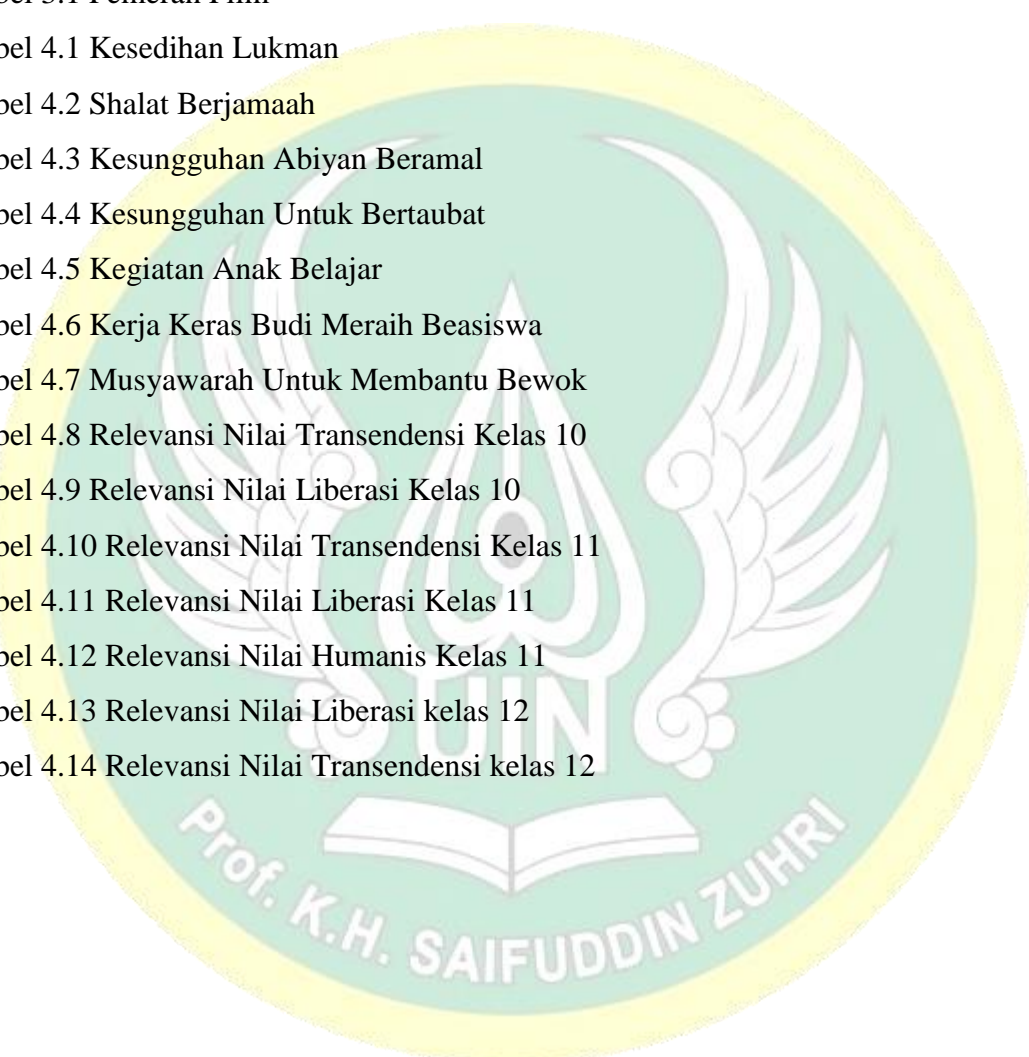 bel 3.1 Pemeran Film
bel 4.1 Kesedihan Lukman
bel 4.2 Shalat Berjamaah
bel 4.3 Kesungguhan Abiyan Beramal
bel 4.4 Kesungguhan Untuk Bertaubat
bel 4.5 Kegiatan Anak Belajar
bel 4.6 Kerja Keras Budi Meraih Beasiswa
bel 4.7 Musyawarah Untuk Membantu Bewok
bel 4.8 Relevansi Nilai Transendensi Kelas 10
bel 4.9 Relevansi Nilai Liberasi Kelas 10
bel 4.10 Relevansi Nilai Transendensi Kelas 11
bel 4.11 Relevansi Nilai Liberasi Kelas 11
bel 4.12 Relevansi Nilai Humanis Kelas 11
bel 4.13 Relevansi Nilai Liberasi kelas 12
bel 4.14 Relevansi Nilai Transendensi kelas 12
UIN
Prof. K.H. SAIFUDDIN ZUHRI